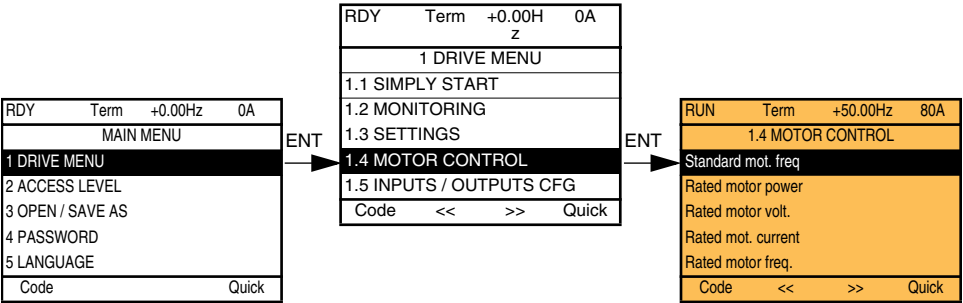 RDY Term +0.00Hz 0A
MAIN MENU
1 DRIVE MENU
2 ACCESS LEVEL
3 OPEN / SAVE AS
4 PASSWORD
5 LANGUAGE
Code Quick
ENT
RDY Term +0.00H 0A
z
1 DRIVE MENU
1.1 SIMPLY START
1.2 MONITORING
1.3 SETTINGS
1.4 MOTOR CONTROL
1.5 INPUTS / OUTPUTS CFG
Code << >> Quick
ENT
RUN Term +50.00Hz 80A
1.4 MOTOR CONTROL
Standard mot. freq
Rated motor power
Rated motor volt.
Rated mot. current
Rated motor freq.
Code << >> Quick